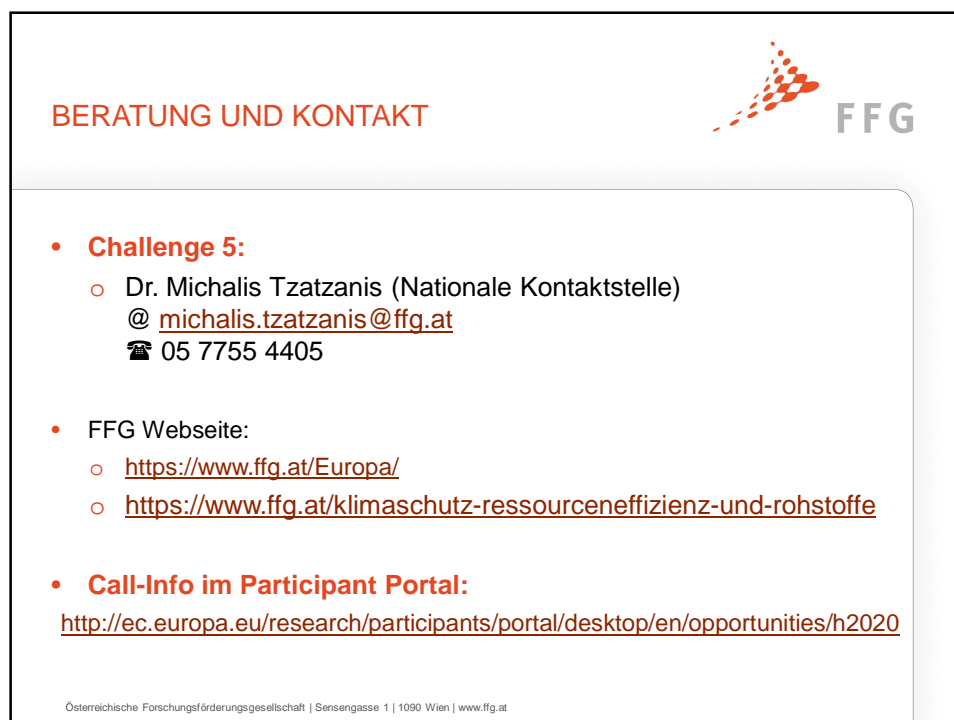 BERATUNG UND KONTAKT
FFG
• Challenge 5:
o Dr. Michalis Tzatzanis (Nationale Kontaktstelle)
@ michalis.tzatzanis@ffg.at
☎ 05 7755 4405
• FFG Webseite:
o https://www.ffg.at/Europa/
o https://www.ffg.at/klimaschutz-ressourceneffizienz-und-rohstoffe
• Call-Info im Participant Portal:
http://ec.europa.eu/research/participants/portal/desktop/en/opportunities/h2020
Österreichische Forschungsförderungsgesellschaft | Sensengasse 1 | 1090 Wien | www.ffg.at